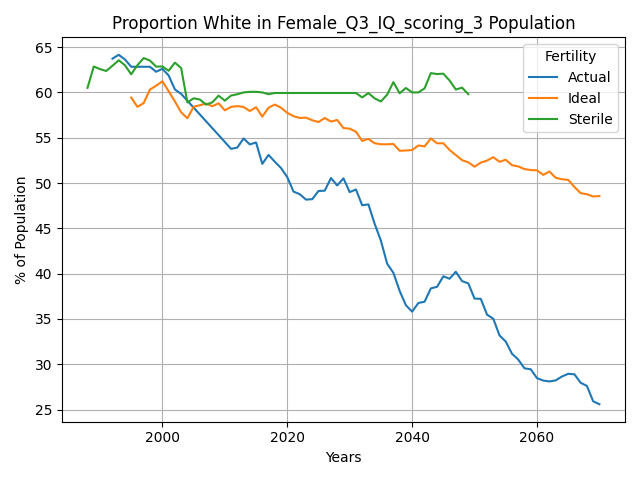 Proportion White in Female_Q3_IQ_scoring_3 Population
65
60
55
50
45
40
35
30
25
% of Population
Fertility
Actual
Ideal
Sterile
2000
2020
2040
2060
Years